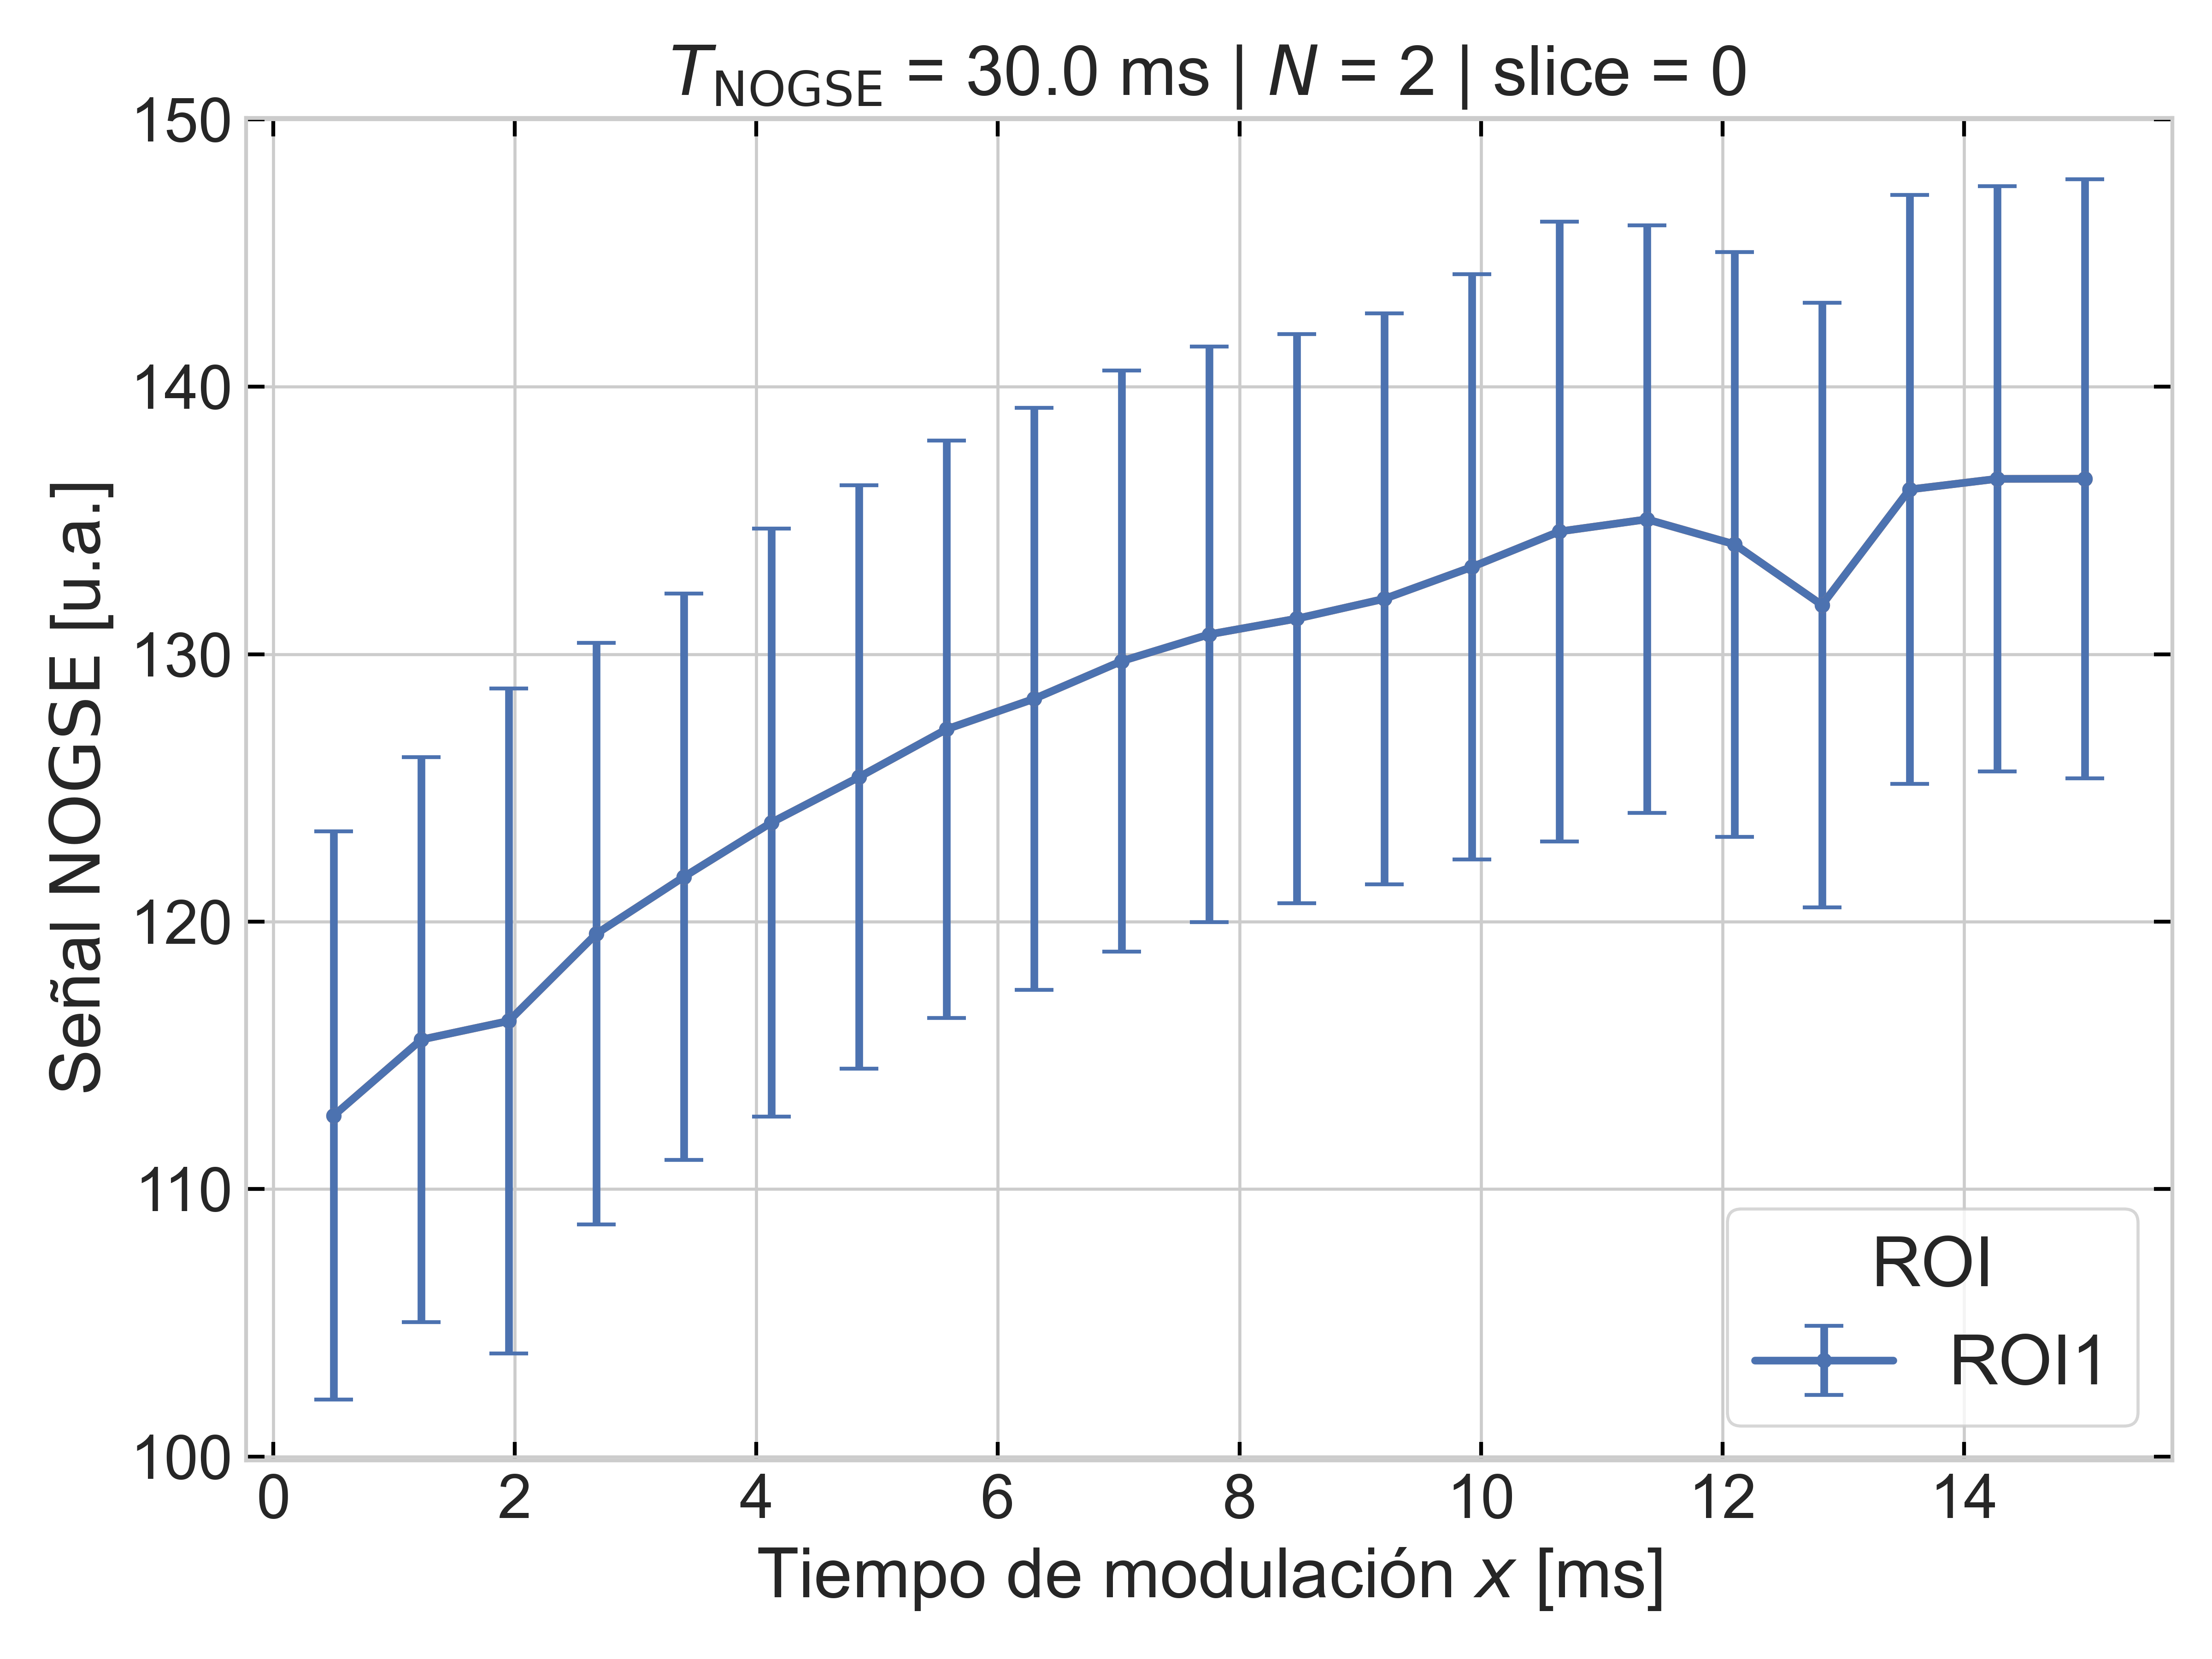 T_NOGSE = 30.0 ms | N = 2 | slice = 0
150
140
130
120
110
100
Señal NOGSE [u.a.]
0 2 4 6 8 10 12 14
Tiempo de modulación x [ms]
ROI
ROI1